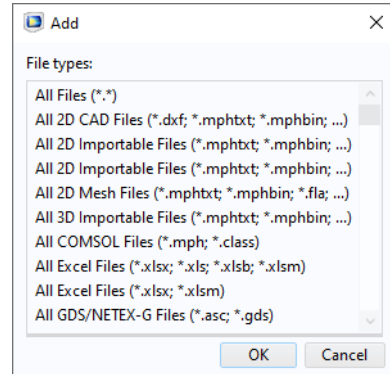 Add
File types:
All Files (*.*)
All 2D CAD Files (*.dxf; *.mphtxt; *.mphbin; ...)
All 2D Importable Files (*.mphtxt; *.mphbin; ...)
All 2D Importable Files (*.mphtxt; *.mphbin; ...)
All 2D Mesh Files (*.mphtxt; *.mphbin; *.fla; ...)
All 3D Importable Files (*.mphtxt; *.mphbin; ...)
All COMSOL Files (*.mph; *.class)
All Excel Files (*.xlsx; *.xls; *.xlsb; *.xlsm)
All Excel Files (*.xlsx; *.xlsm)
All GDS/NETEX-G Files (*.asc; *.gds)
OK Cancel